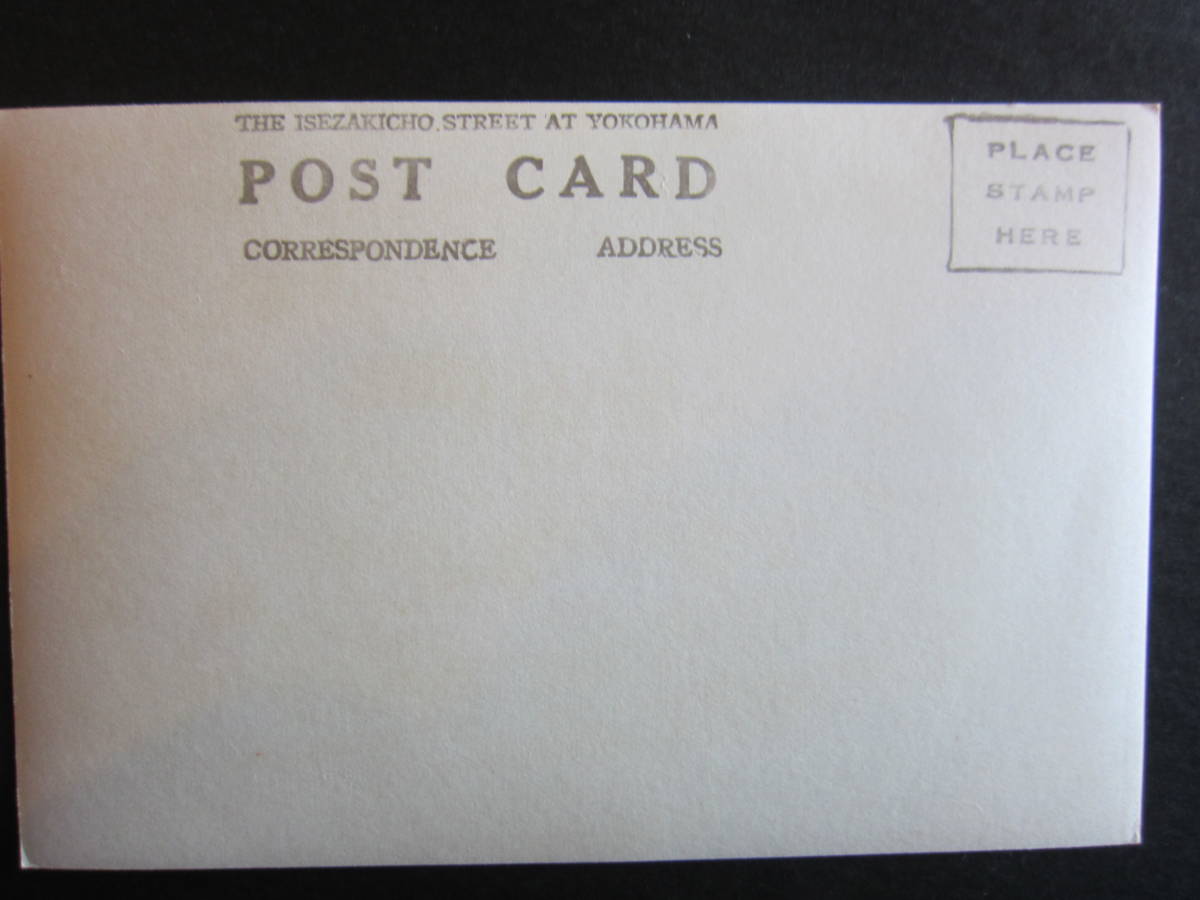 THE ISEZAKICHO.STREET AT YOKOHAMA
POST CARD
CORRESPONDENCE ADDRESS
PLACE
STAMP
HERE